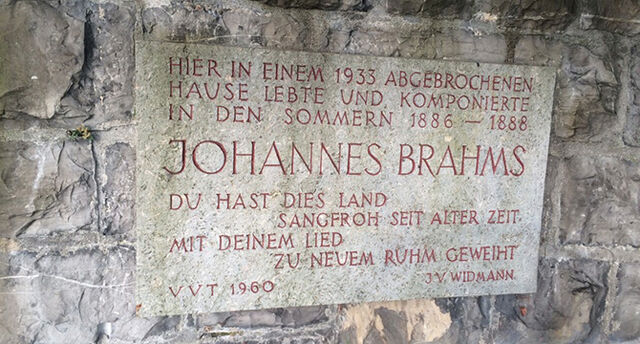 HIER IN EINEM 1933 ABGEBROCHENEN
HAUSE LEBTE UND KOMPONIERTE
IN DEN SOMMERN 1886 — 1888
JOHANNES BRAHMS
DU HAST DIES LAND
SANGFROH SEIT ALTER ZEIT,
MIT DEINEM LIED
ZU NEUEM RUHM GEWEIHT
J.V. WIDMANN.
VVT 1960